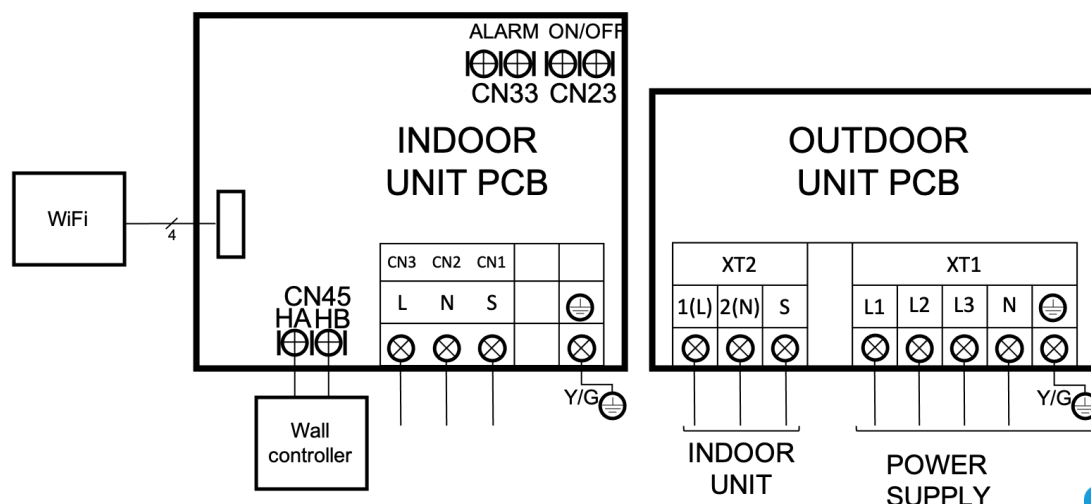 ALARM ON/OFF
CN33 CN23
INDOOR
UNIT PCB
WiFi
4
CN45
HA HB
CN3 CN2 CN1
L N S
Y/G
Wall
controller
OUTDOOR
UNIT PCB
XT2 XT1
1(L) 2(N) S L1 L2 L3 N
Y/G
INDOOR
UNIT
POWER
SUPPLY